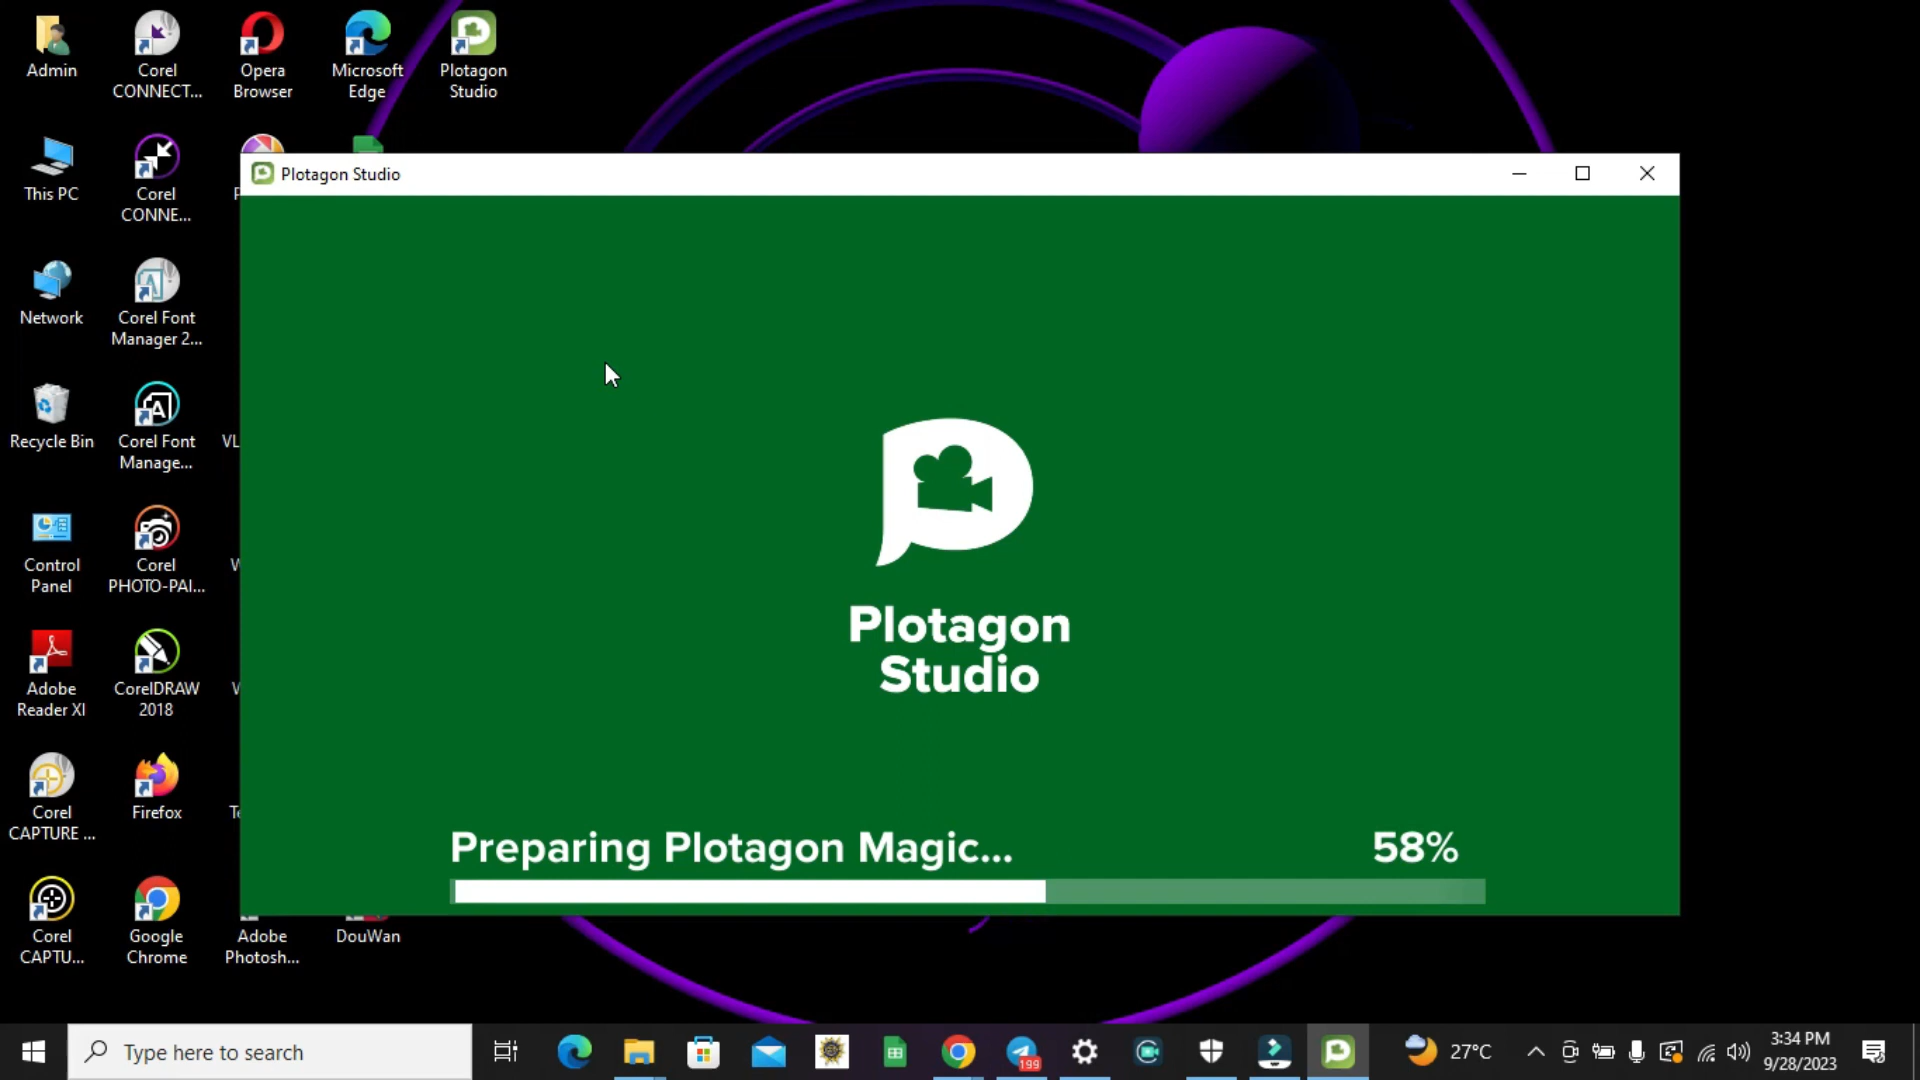 Admin
Corel
CONNECT...
Opera
Browser
Microsoft
Edge
Plotagon
Studio
This PC
Corel
CONNE...
Plotagon Studio
Network
Corel Font
Manager 2...
Recycle Bin
Corel Font
Manage...
VL
Control
Panel
Corel
PHOTO-PAI...
Adobe
Reader XI
CorelDRAW
2018
Corel
CAPTURE ...
Firefox
Corel
CAPTU...
Google
Chrome
Adobe
Photosh...
DouWan
Plotagon
Studio
Preparing Plotagon Magic...
58%
Type here to search
199
27°C
3:34 PM
9/28/2023